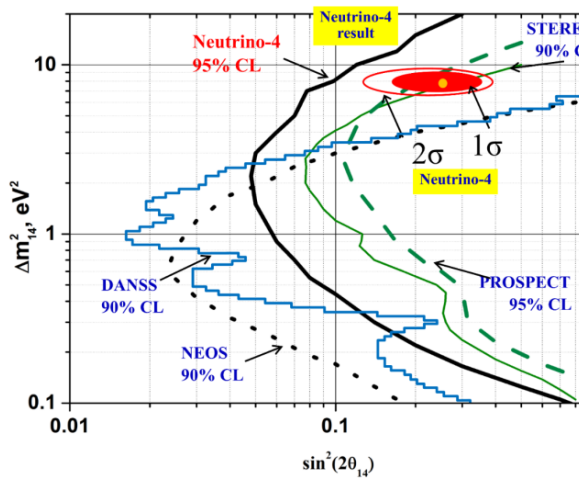 Neutrino-4
result
STERE
90% CL
Neutrino-4
95% CL
10
2σ
1σ
Neutrino-4
Δm²₁₄, eV²
1
DANSS
90% CL
PROSPECT
95% CL
NEOS
90% CL
0.1
0.01
0.1
sin²(2θ₁₄)